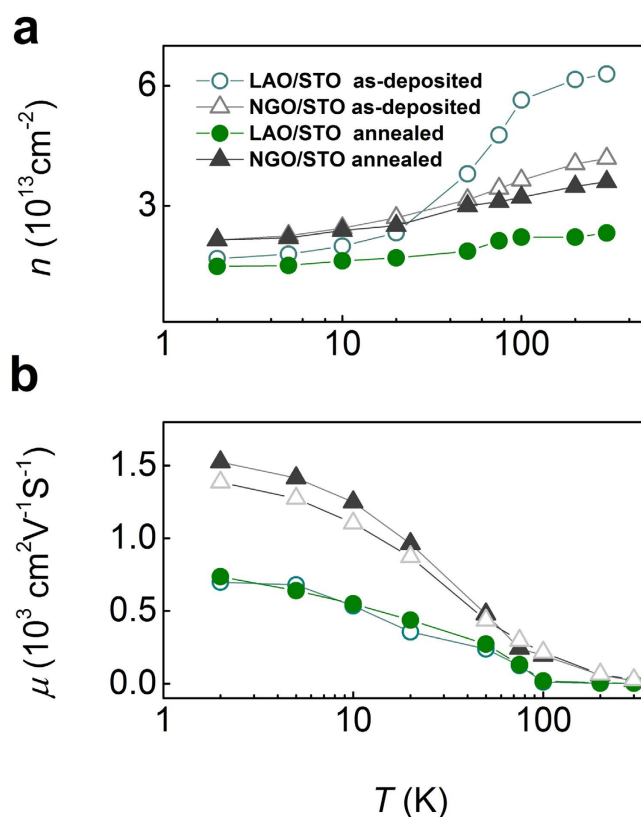 a
6
3
n (10¹³cm⁻²)
LAO/STO as-deposited
NGO/STO as-deposited
LAO/STO annealed
NGO/STO annealed
1 10 100
b
1.5
1.0
0.5
0.0
μ (10³ cm²V⁻¹S⁻¹)
1 10 100
T (K)